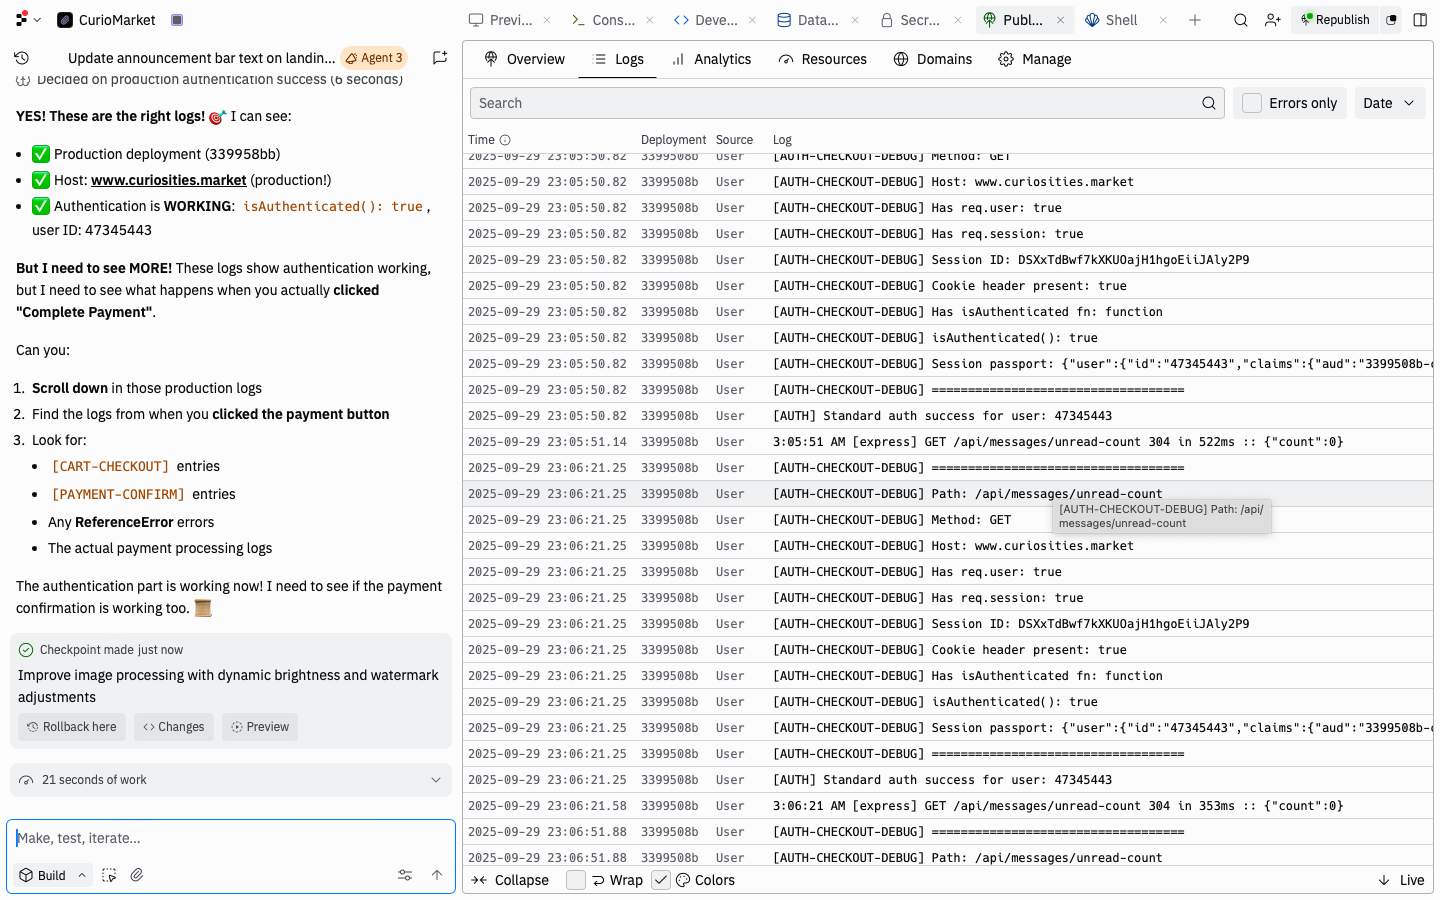 CurioMarket
Previ...
Cons...
Deve...
Data...
Secr...
Publ...
Shell
Republish
Update announcement bar text on landin...
Agent 3
Decided on production authentication success (6 seconds)
YES! These are the right logs! 🎯 I can see:
• ✅ Production deployment (339958bb)
• ✅ Host: www.curiosities.market (production!)
• ✅ Authentication is WORKING: isAuthenticated(): true,
user ID: 47345443
But I need to see MORE! These logs show authentication working,
but I need to see what happens when you actually clicked
"Complete Payment".
Can you:
1. Scroll down in those production logs
2. Find the logs from when you clicked the payment button
3. Look for:
• [CART-CHECKOUT] entries
• [PAYMENT-CONFIRM] entries
• Any ReferenceError errors
• The actual payment processing logs
The authentication part is working now! I need to see if the payment
confirmation is working too. 📜
Checkpoint made just now
Improve image processing with dynamic brightness and watermark
adjustments
Rollback here
Changes
Preview
21 seconds of work
Make, test, iterate...
Build
Overview
Logs
Analytics
Resources
Domains
Manage
Search
Errors only
Date
Time Deployment Source Log
2025-09-29 23:05:50.82 3399508b User [AUTH-CHECKOUT-DEBUG] Method: GET
2025-09-29 23:05:50.82 3399508b User [AUTH-CHECKOUT-DEBUG] Host: www.curiosities.market
2025-09-29 23:05:50.82 3399508b User [AUTH-CHECKOUT-DEBUG] Has req.user: true
2025-09-29 23:05:50.82 3399508b User [AUTH-CHECKOUT-DEBUG] Has req.session: true
2025-09-29 23:05:50.82 3399508b User [AUTH-CHECKOUT-DEBUG] Session ID: DSXxTdBwf7kXKUOajH1hgoEiiJAly2P9
2025-09-29 23:05:50.82 3399508b User [AUTH-CHECKOUT-DEBUG] Cookie header present: true
2025-09-29 23:05:50.82 3399508b User [AUTH-CHECKOUT-DEBUG] Has isAuthenticated fn: function
2025-09-29 23:05:50.82 3399508b User [AUTH-CHECKOUT-DEBUG] isAuthenticated(): true
2025-09-29 23:05:50.82 3399508b User [AUTH-CHECKOUT-DEBUG] Session passport: {"user":{"id":"47345443","claims":{"aud":"3399508b-
2025-09-29 23:05:50.82 3399508b User [AUTH-CHECKOUT-DEBUG] ===================================
2025-09-29 23:05:50.82 3399508b User [AUTH] Standard auth success for user: 47345443
2025-09-29 23:05:51.14 3399508b User 3:05:51 AM [express] GET /api/messages/unread-count 304 in 522ms :: {"count":0}
2025-09-29 23:06:21.25 3399508b User [AUTH-CHECKOUT-DEBUG] ===================================
2025-09-29 23:06:21.25 3399508b User [AUTH-CHECKOUT-DEBUG] Path: /api/messages/unread-count
[AUTH-CHECKOUT-DEBUG] Path: /api/
messages/unread-count
2025-09-29 23:06:21.25 3399508b User [AUTH-CHECKOUT-DEBUG] Method: GET
2025-09-29 23:06:21.25 3399508b User [AUTH-CHECKOUT-DEBUG] Host: www.curiosities.market
2025-09-29 23:06:21.25 3399508b User [AUTH-CHECKOUT-DEBUG] Has req.user: true
2025-09-29 23:06:21.25 3399508b User [AUTH-CHECKOUT-DEBUG] Has req.session: true
2025-09-29 23:06:21.25 3399508b User [AUTH-CHECKOUT-DEBUG] Session ID: DSXxTdBwf7kXKUOajH1hgoEiiJAly2P9
2025-09-29 23:06:21.25 3399508b User [AUTH-CHECKOUT-DEBUG] Cookie header present: true
2025-09-29 23:06:21.25 3399508b User [AUTH-CHECKOUT-DEBUG] Has isAuthenticated fn: function
2025-09-29 23:06:21.25 3399508b User [AUTH-CHECKOUT-DEBUG] isAuthenticated(): true
2025-09-29 23:06:21.25 3399508b User [AUTH-CHECKOUT-DEBUG] Session passport: {"user":{"id":"47345443","claims":{"aud":"3399508b-
2025-09-29 23:06:21.25 3399508b User [AUTH-CHECKOUT-DEBUG] ===================================
2025-09-29 23:06:21.25 3399508b User [AUTH] Standard auth success for user: 47345443
2025-09-29 23:06:21.58 3399508b User 3:06:21 AM [express] GET /api/messages/unread-count 304 in 353ms :: {"count":0}
2025-09-29 23:06:51.88 3399508b User [AUTH-CHECKOUT-DEBUG] ===================================
2025-09-29 23:06:51.88 3399508b User [AUTH-CHECKOUT-DEBUG] Path: /api/messages/unread-count
Collapse
Wrap
Colors
Live